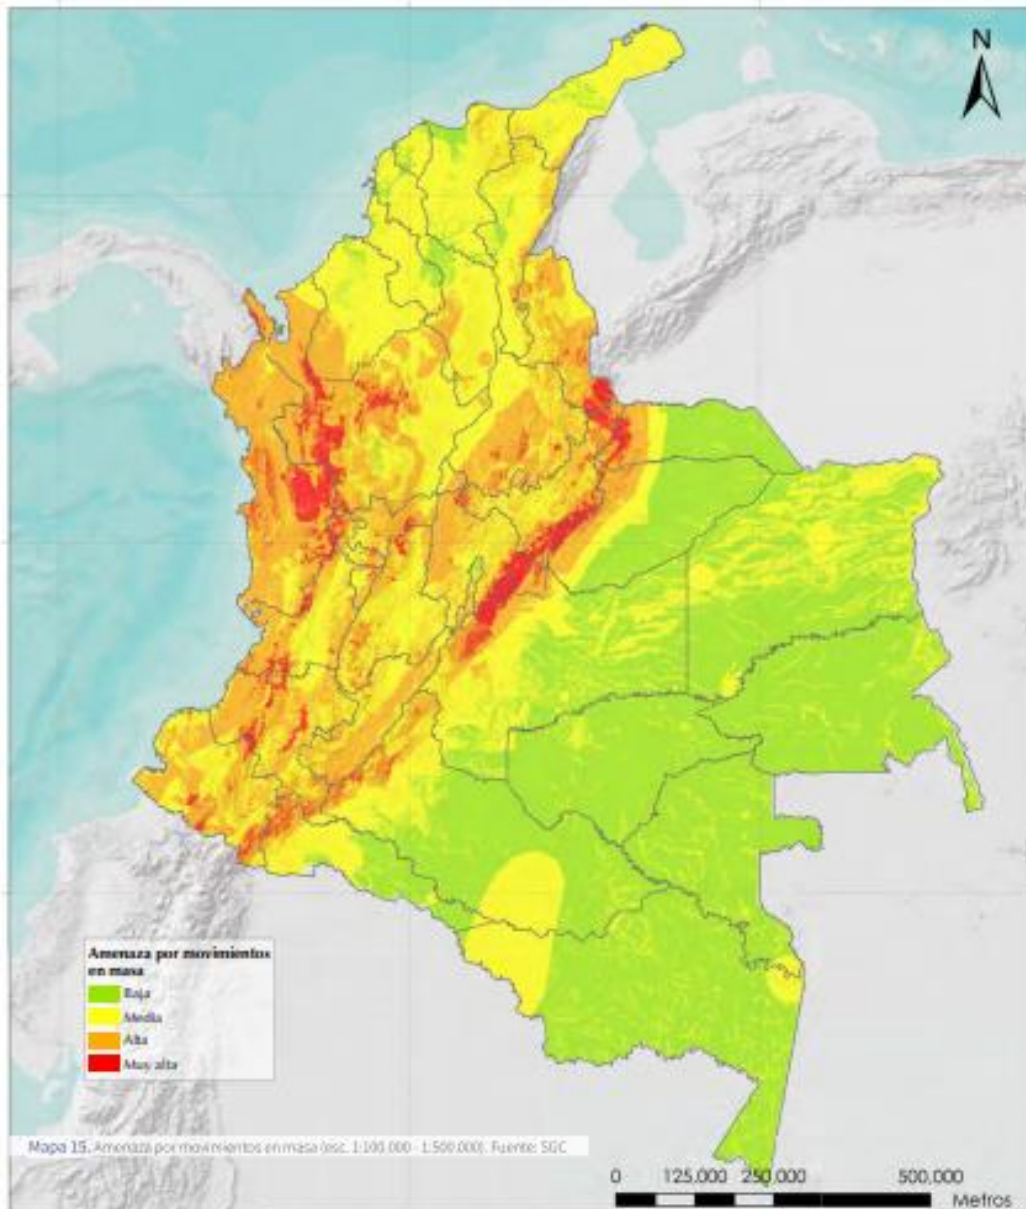 N
Amenaza por movimientos
en masa
Baja
Media
Alta
Muy alta
Mapa 15. Amenaza por movimientos en masa (esc. 1:100.000 - 1:500.000). Fuente: SGC
0 125,000 250,000 500,000
Metros